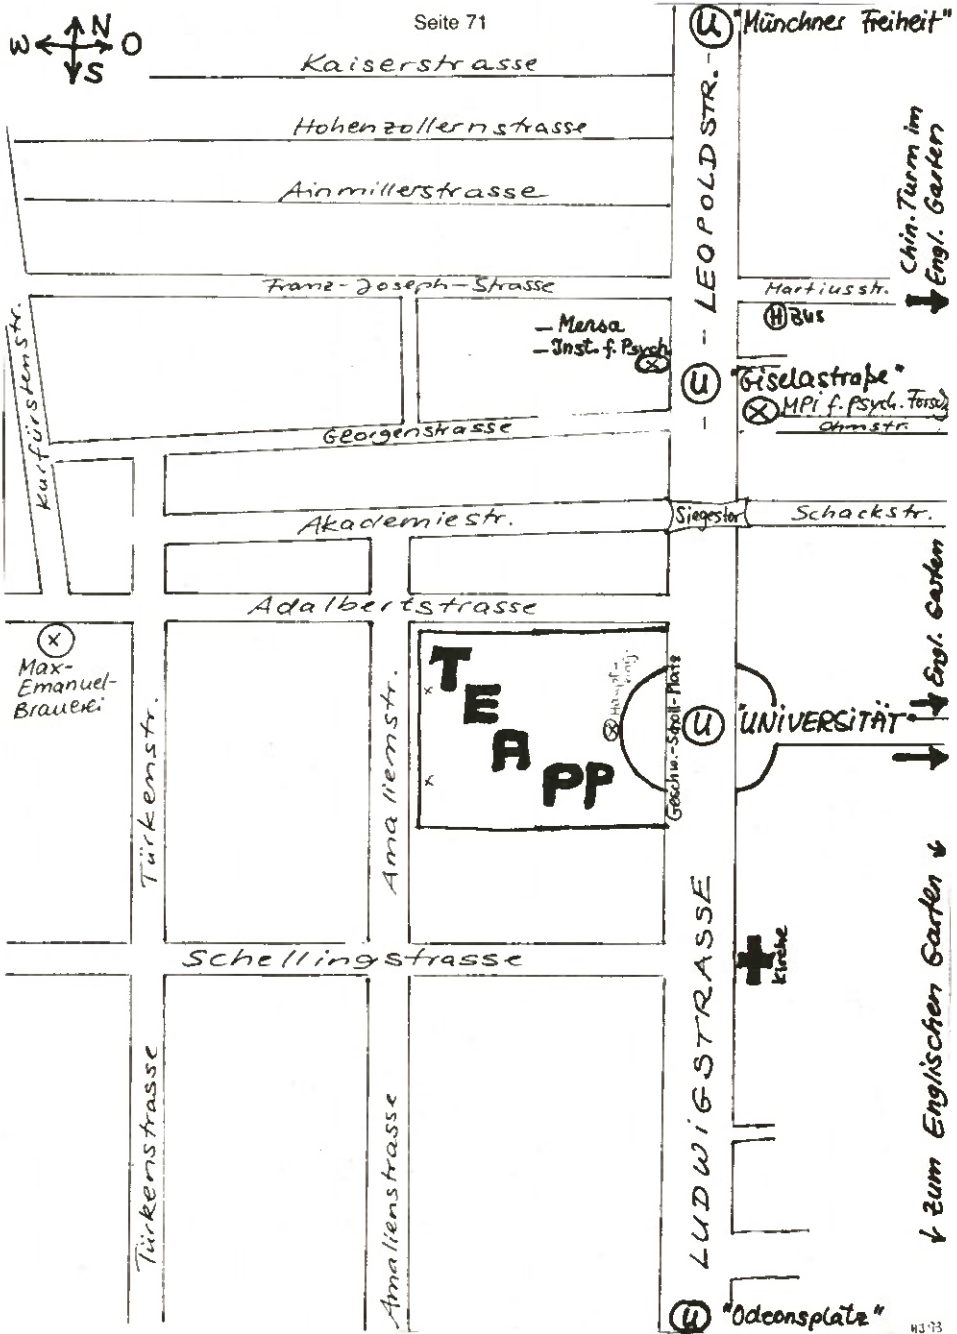 Seite 71
N
W O
S
U "Münchner Freiheit"
Kaiserstrasse
Hohenzollernstrasse
Ainmillerstrasse
LEOPOLDSTR.
Chin. Turm im
Engl. Garten
Franz-Joseph-Strasse
Martiusstr.
H Bus
- Mensa
- Inst. f. Psych
U "Giselastraße"
MPI f. Psych. Forschg
Ohmstr.
Kurfürstenstr.
Georgenstrasse
Akademiestr.
Siegestor
Schackstr.
Adalbertstrasse
Engl. Garten
Max-
Emanuel-
Brauerei
Türkenstr.
Amalienstr.
TEAPP
Haupt-
Geschw.-Scholl-Platz
U "UNIVERSITÄT"
Schellingstrasse
LUDWIGSTRASSE
Kirche
zum Englischen Garten
Türkenstrasse
Amalienstrasse
U "Odeonsplatz"